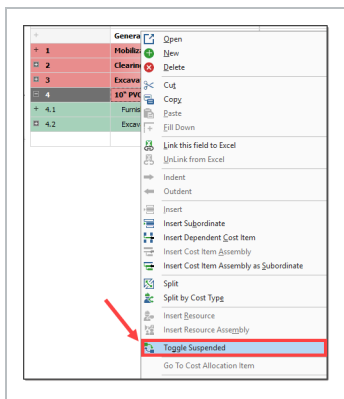 Genera
+ 1 Mobiliz
2 Clearin
3 Excava
4 10" PVC
+ 4.1 Furnis
4.2 Excav
Open
New
Delete
Cut
Copy
Paste
Fill Down
Link this field to Excel
UnLink from Excel
Indent
Outdent
Insert
Insert Subordinate
Insert Dependent Cost Item
Insert Cost Item Assembly
Insert Cost Item Assembly as Subordinate
Split
Split by Cost Type
Insert Resource
Insert Resource Assembly
Toggle Suspended
Go To Cost Allocation Item